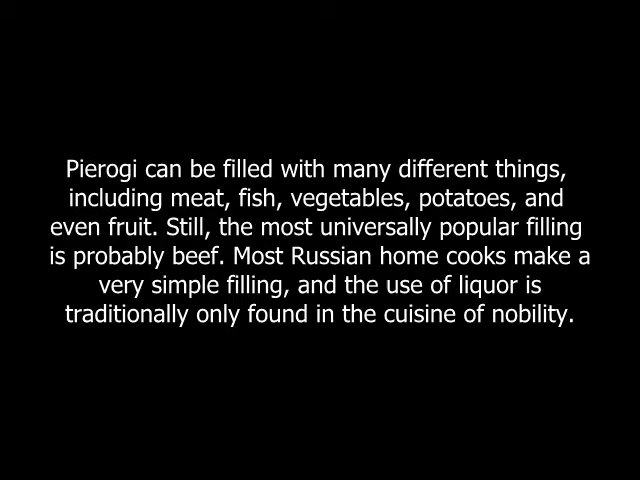 Pierogi can be filled with many different things,
including meat, fish, vegetables, potatoes, and
even fruit. Still, the most universally popular filling
is probably beef. Most Russian home cooks make a
very simple filling, and the use of liquor is
traditionally only found in the cuisine of nobility.